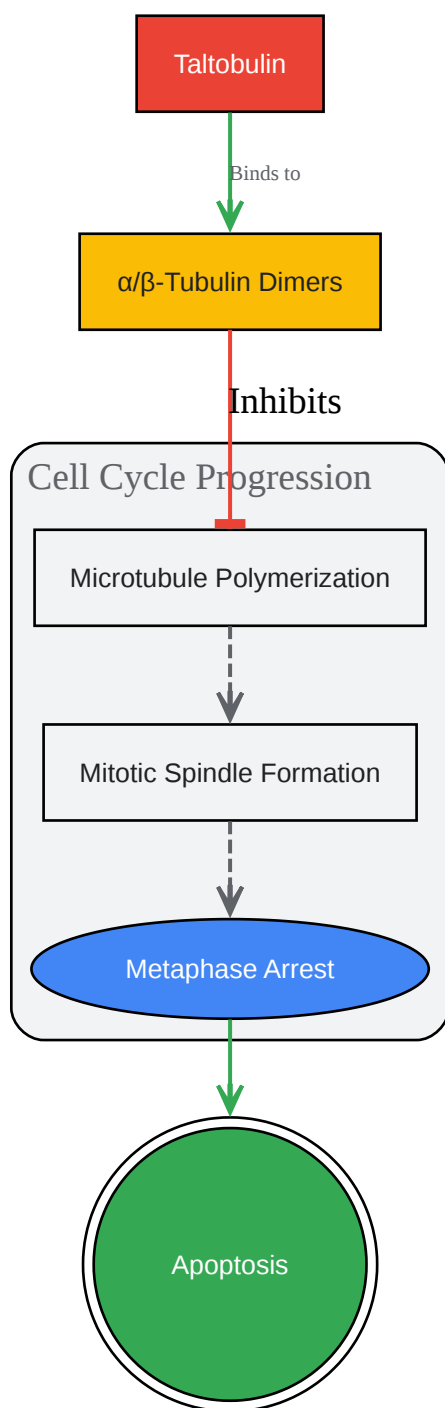 Taltobulin
Binds to
α/β-Tubulin Dimers
Inhibits
Cell Cycle Progression
Microtubule Polymerization
Mitotic Spindle Formation
Metaphase Arrest
Apoptosis